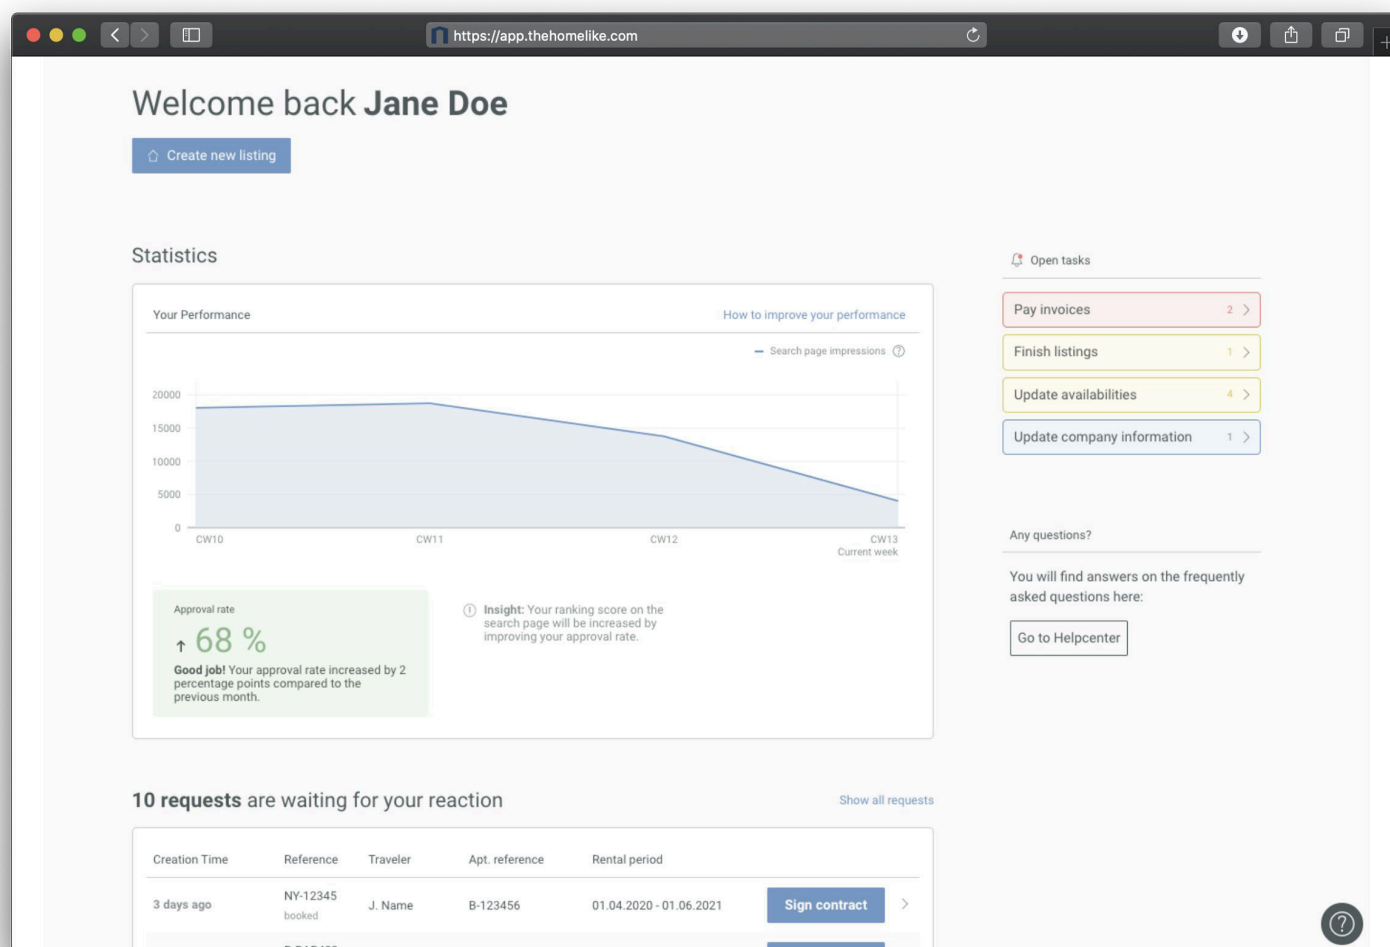 https://app.thehomelike.com
Welcome back Jane Doe
Create new listing
Statistics
Your Performance
How to improve your performance
Search page impressions
20000
15000
10000
5000
0
CW10
CW11
CW12
CW13
Current week
Approval rate
68 %
Good job! Your approval rate increased by 2
percentage points compared to the
previous month.
Insight: Your ranking score on the
search page will be increased by
improving your approval rate.
Open tasks
Pay invoices 2
Finish listings 1
Update availabilities 4
Update company information 1
Any questions?
You will find answers on the frequently
asked questions here:
Go to Helpcenter
10 requests are waiting for your reaction
Show all requests
Creation Time Reference Traveler Apt. reference Rental period
3 days ago NY-12345 J. Name B-123456 01.04.2020 - 01.06.2021 Sign contract
booked